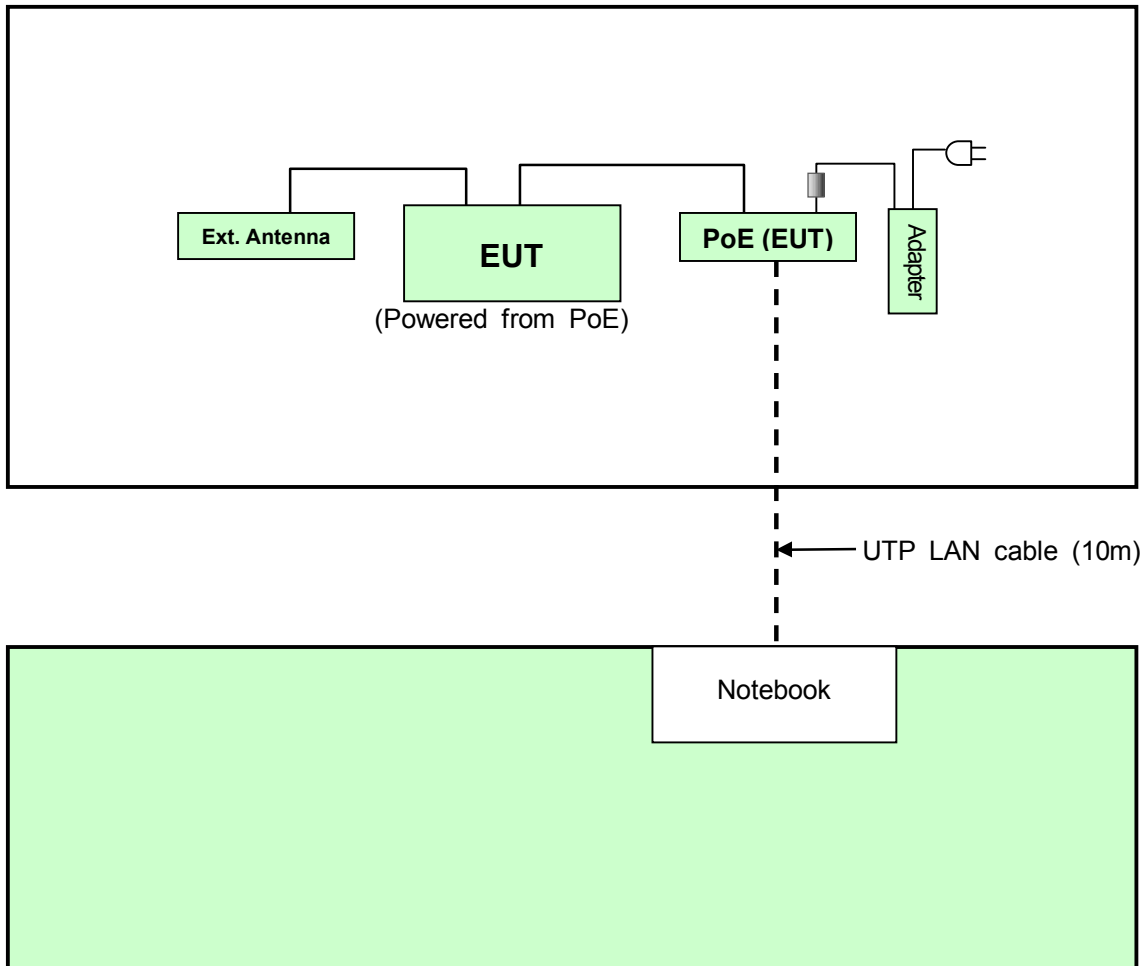 Ext. Antenna
EUT
(Powered from PoE)
PoE (EUT)
Adapter
UTP LAN cable (10m)
Notebook